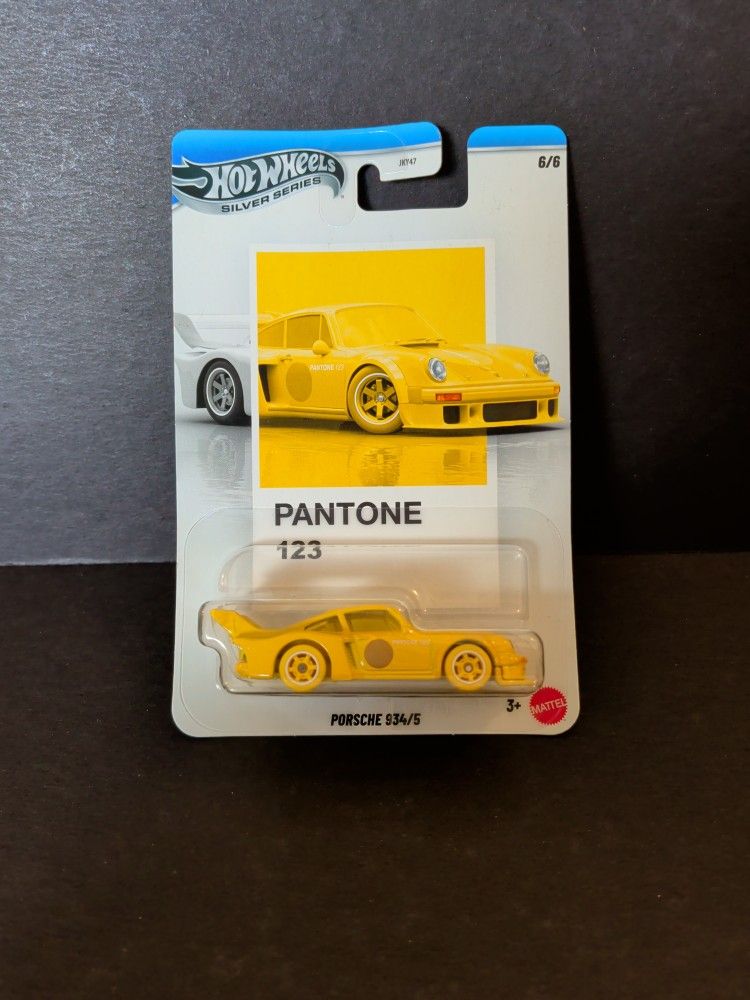 HOT WHEELS
SILVER SERIES
JKY47
6/6
PANTONE 123
PANTONE
123
PORSCHE 934/5
3+
MATTEL